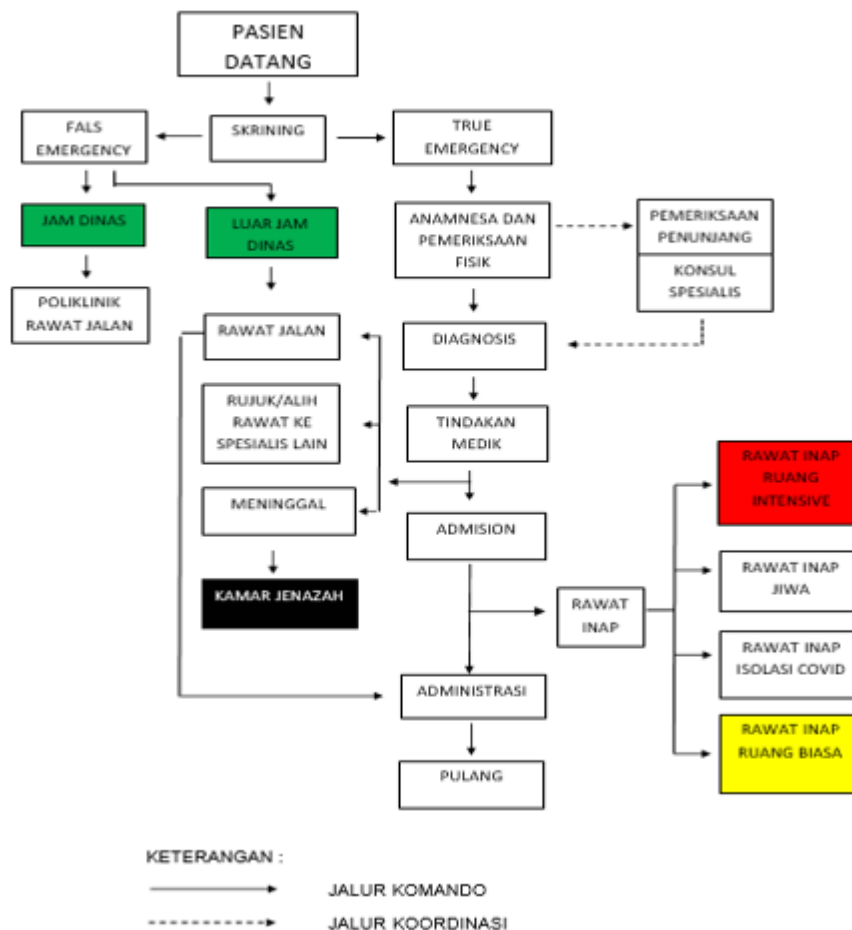 PASIEN
DATANG
FALS
EMERGENCY
SKRINING
TRUE
EMERGENCY
JAM DINAS
LUAR JAM
DINAS
ANAMNESA DAN
PEMERIKSAAN
FISIK
PEMERIKSAAN
PENUNJANG
KONSUL
SPESIALIS
POLIKLINIK
RAWAT JALAN
RAWAT JALAN
DIAGNOSIS
RUJUK/ALIH
RAWAT KE
SPESIALIS LAIN
TINDAKAN
MEDIK
RAWAT INAP
RUANG
INTENSIVE
MENINGGAL
ADMISION
KAMAR JENAZAH
RAWAT
INAP
RAWAT INAP
JIWA
RAWAT INAP
ISOLASI COVID
ADMINISTRASI
RAWAT INAP
RUANG BIASA
PULANG
KETERANGAN :
JALUR KOMANDO
JALUR KOORDINASI